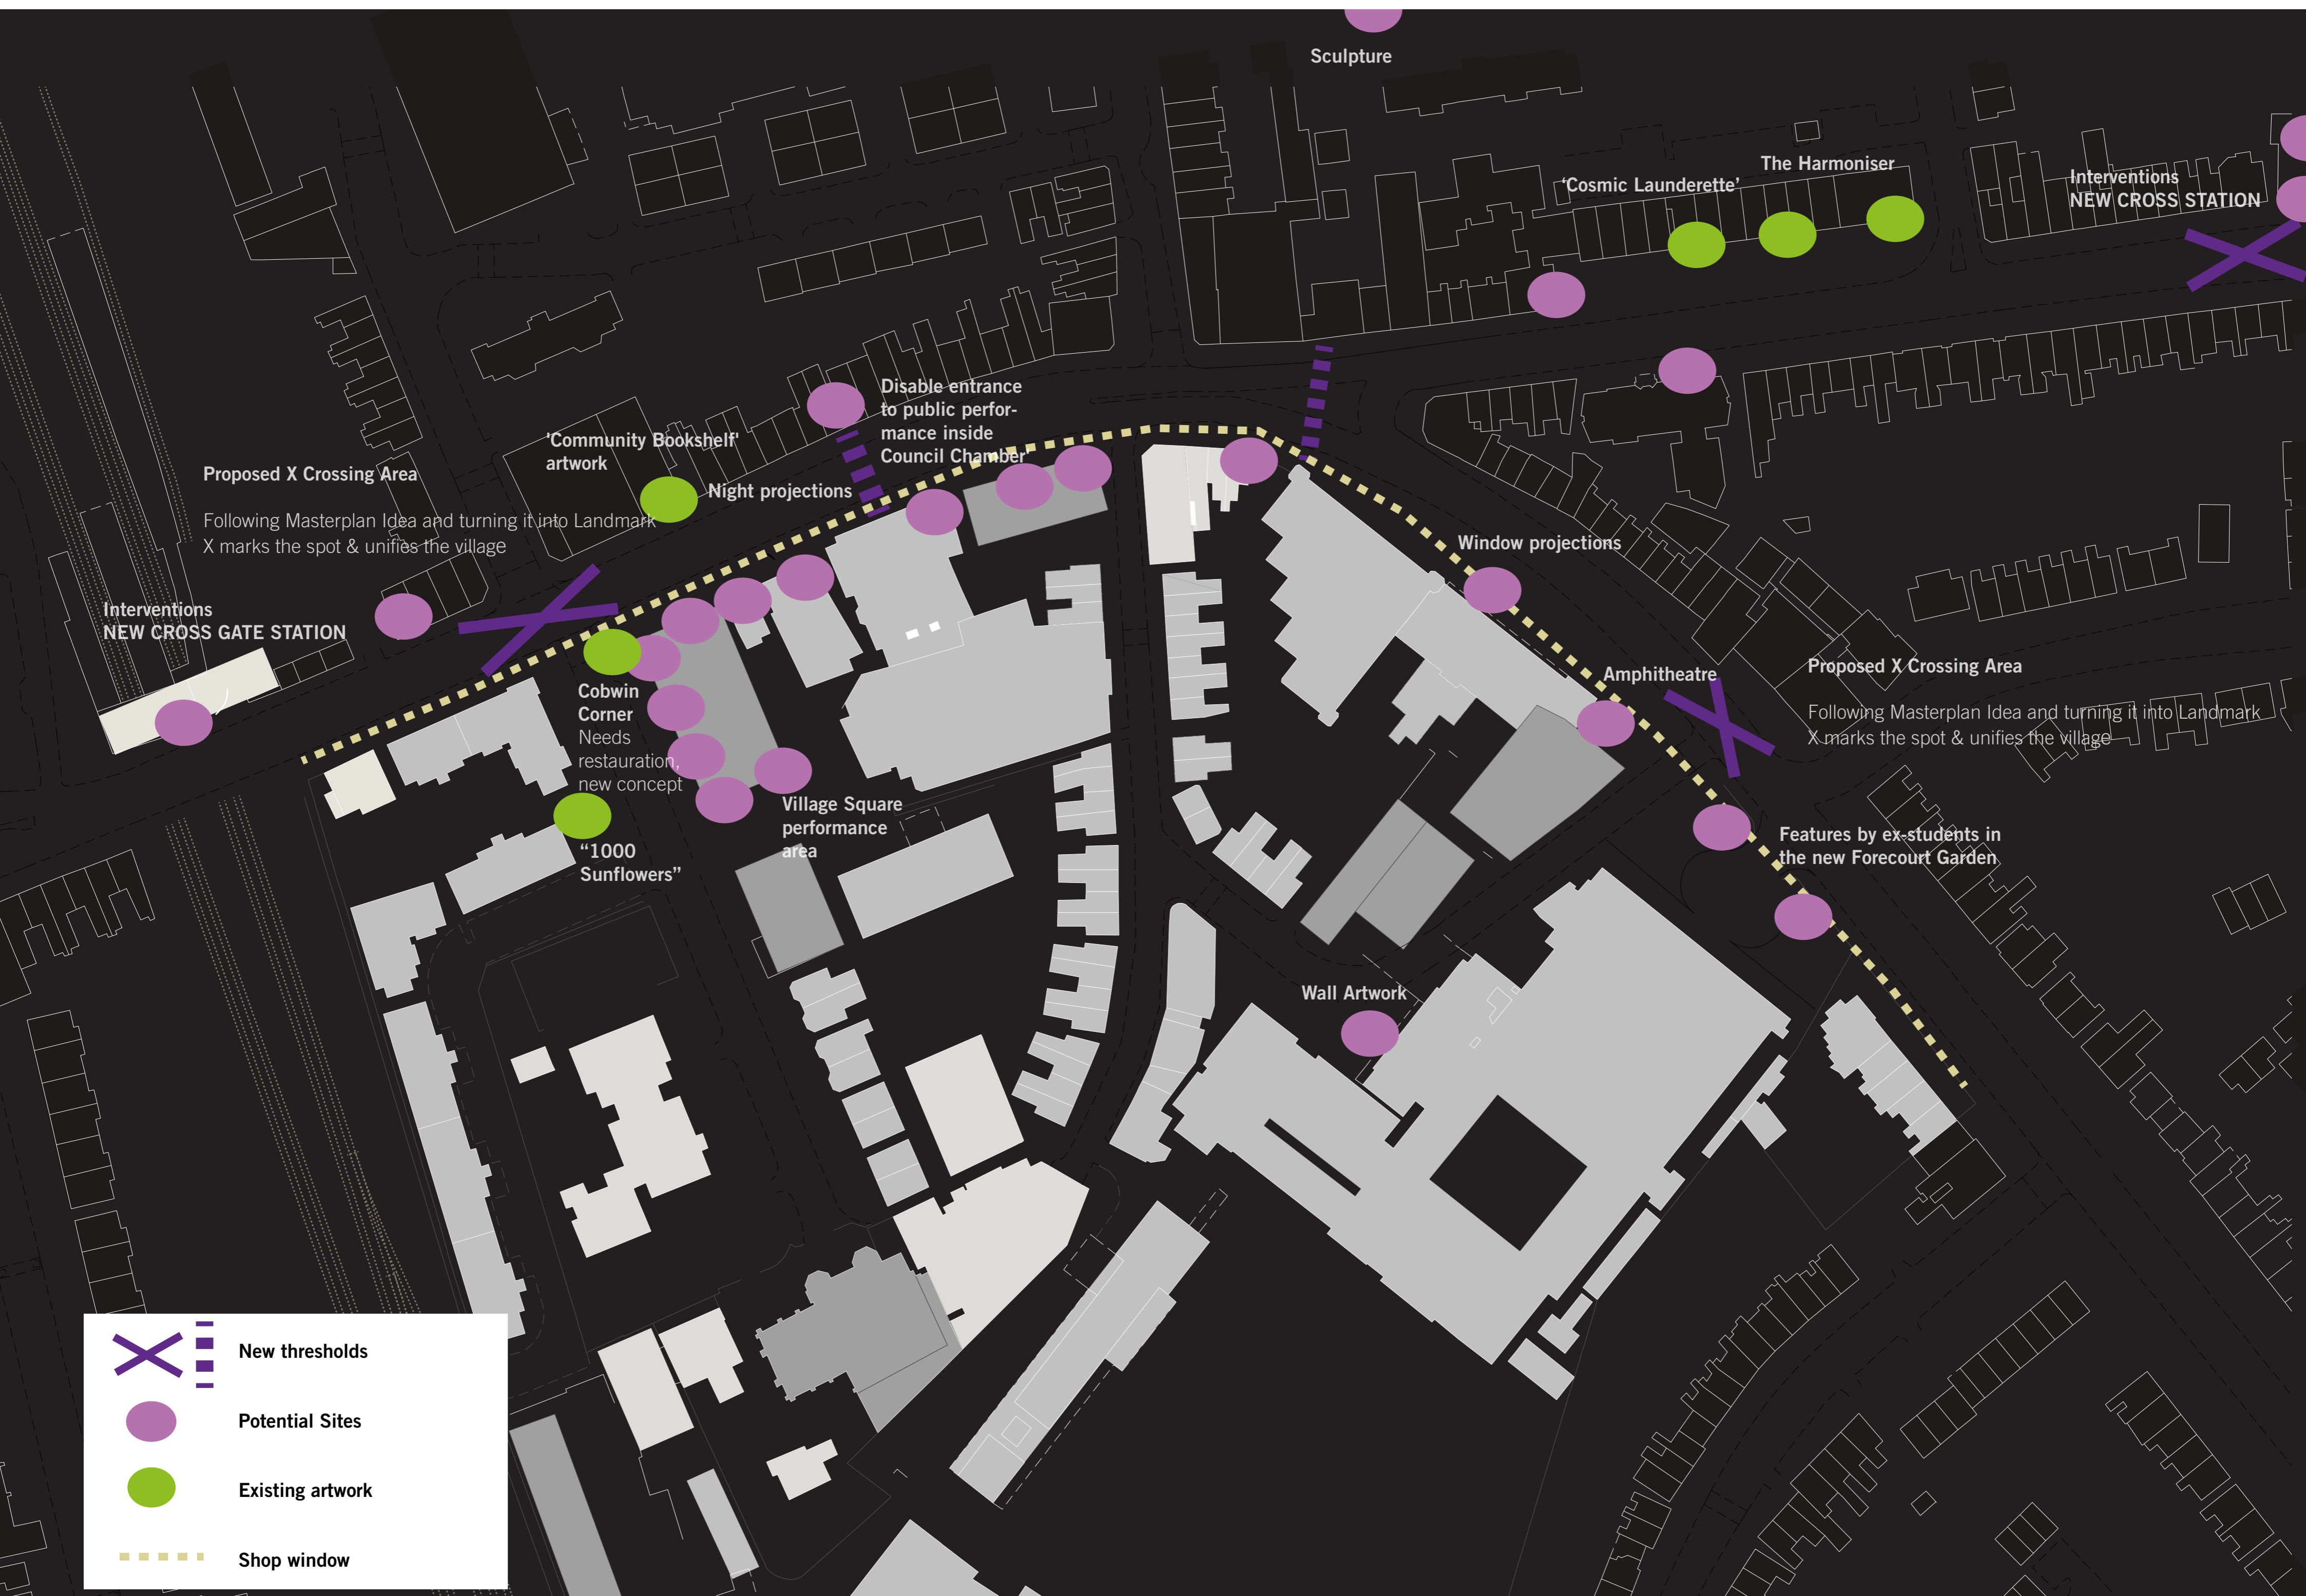 Sculpture
The Harmoniser
'Cosmic Launderette'
Interventions
NEW CROSS STATION
Disable entrance
to public perfor-
mance inside
Council Chamber
'Community Bookshelf'
artwork
Night projections
Proposed X Crossing Area
Following Masterplan Idea and turning it into Landmark
X marks the spot & unifies the village
Interventions
NEW CROSS GATE STATION
Window projections
Amphitheatre
Proposed X Crossing Area
Following Masterplan Idea and turning it into Landmark
X marks the spot & unifies the village
Cobwin
Corner
Needs
restauration,
new concept
Village Square
performance
area
“1000
Sunflowers”
Features by ex-students in
the new Forecourt Garden
Wall Artwork
New thresholds
Potential Sites
Existing artwork
Shop window